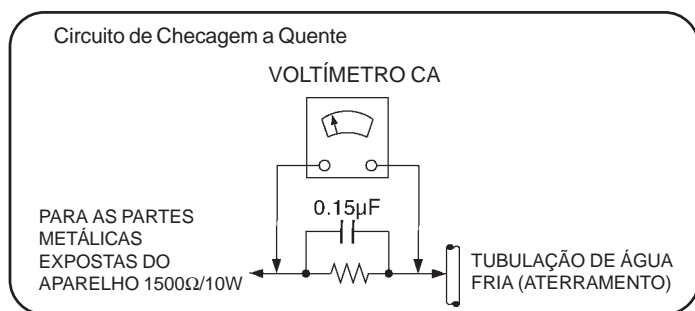 Circuito de Checagem a Quente
VOLTÍMETRO CA
0.15µF
PARA AS PARTES
METÁLICAS
EXPOSTAS DO
APARELHO 1500Ω/10W
TUBULAÇÃO DE ÁGUA
FRIA (ATERRAMENTO)